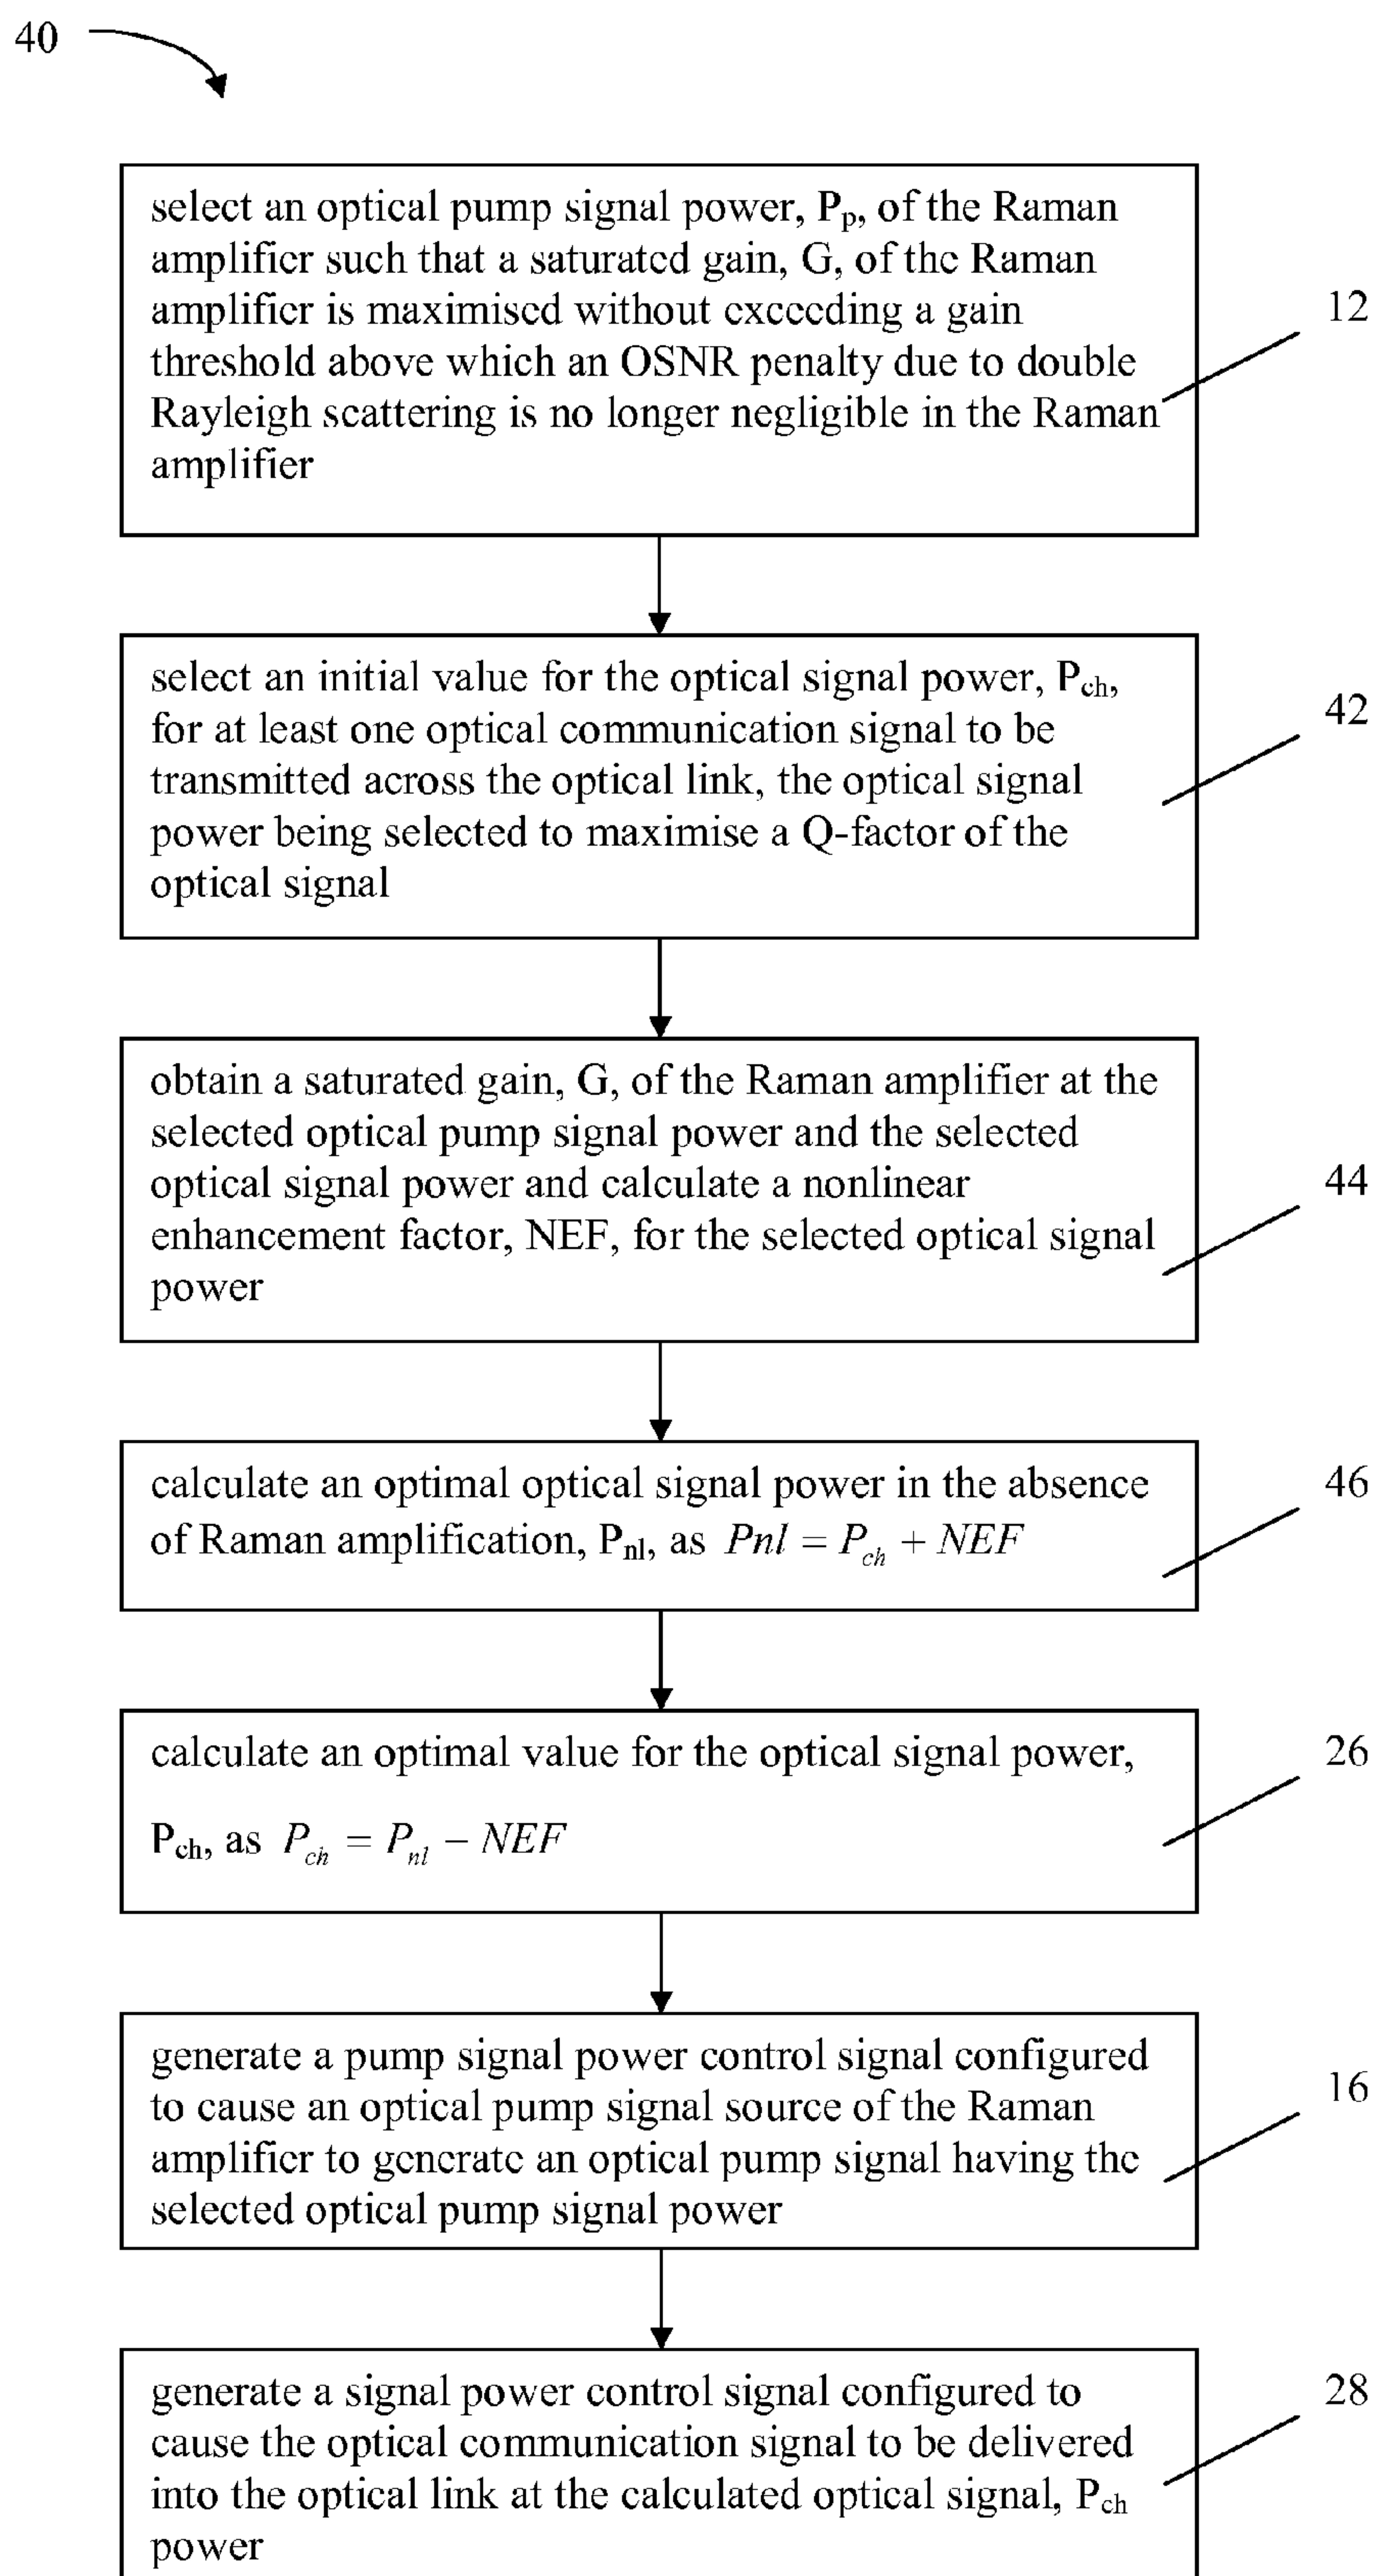 40
select an optical pump signal power, Pp, of the Raman
amplifier such that a saturated gain, G, of the Raman
amplifier is maximised without exceeding a gain
threshold above which an OSNR penalty due to double
Rayleigh scattering is no longer negligible in the Raman
amplifier
12
select an initial value for the optical signal power, Pch,
for at least one optical communication signal to be
transmitted across the optical link, the optical signal
power being selected to maximise a Q-factor of the
optical signal
42
obtain a saturated gain, G, of the Raman amplifier at the
selected optical pump signal power and the selected
optical signal power and calculate a nonlinear
enhancement factor, NEF, for the selected optical signal
power
44
calculate an optimal optical signal power in the absence
of Raman amplification, Pnl, as Pnl = Pch + NEF
46
calculate an optimal value for the optical signal power,
Pch, as Pch = Pnl − NEF
26
generate a pump signal power control signal configured
to cause an optical pump signal source of the Raman
amplifier to generate an optical pump signal having the
selected optical pump signal power
16
generate a signal power control signal configured to
cause the optical communication signal to be delivered
into the optical link at the calculated optical signal, Pch
power
28